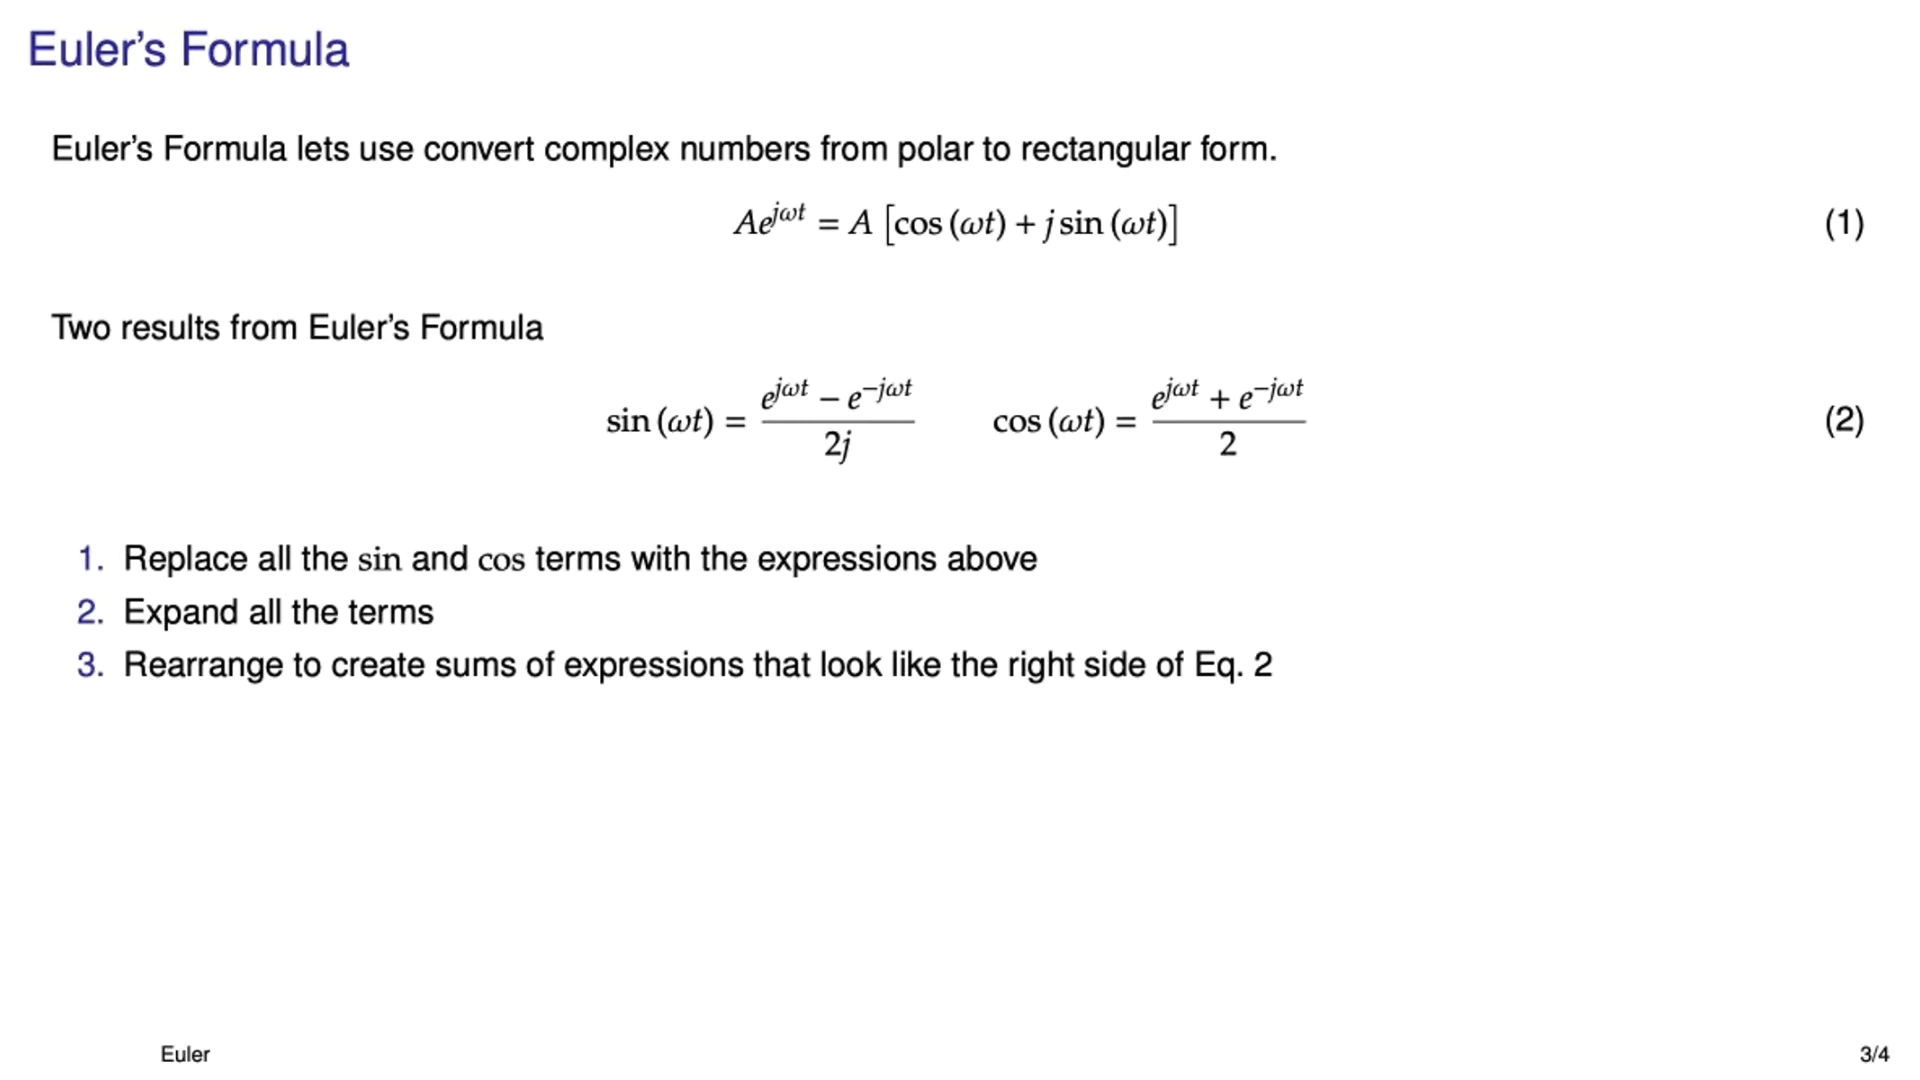 Euler's Formula
Euler's Formula lets use convert complex numbers from polar to rectangular form.
Ae^{jωt} = A [cos (ωt) + j sin (ωt)] (1)
Two results from Euler's Formula
sin (ωt) = \frac{e^{jωt} − e^{−jωt}}{2j} cos (ωt) = \frac{e^{jωt} + e^{−jωt}}{2} (2)
1. Replace all the sin and cos terms with the expressions above
2. Expand all the terms
3. Rearrange to create sums of expressions that look like the right side of Eq. 2
Euler 3/4